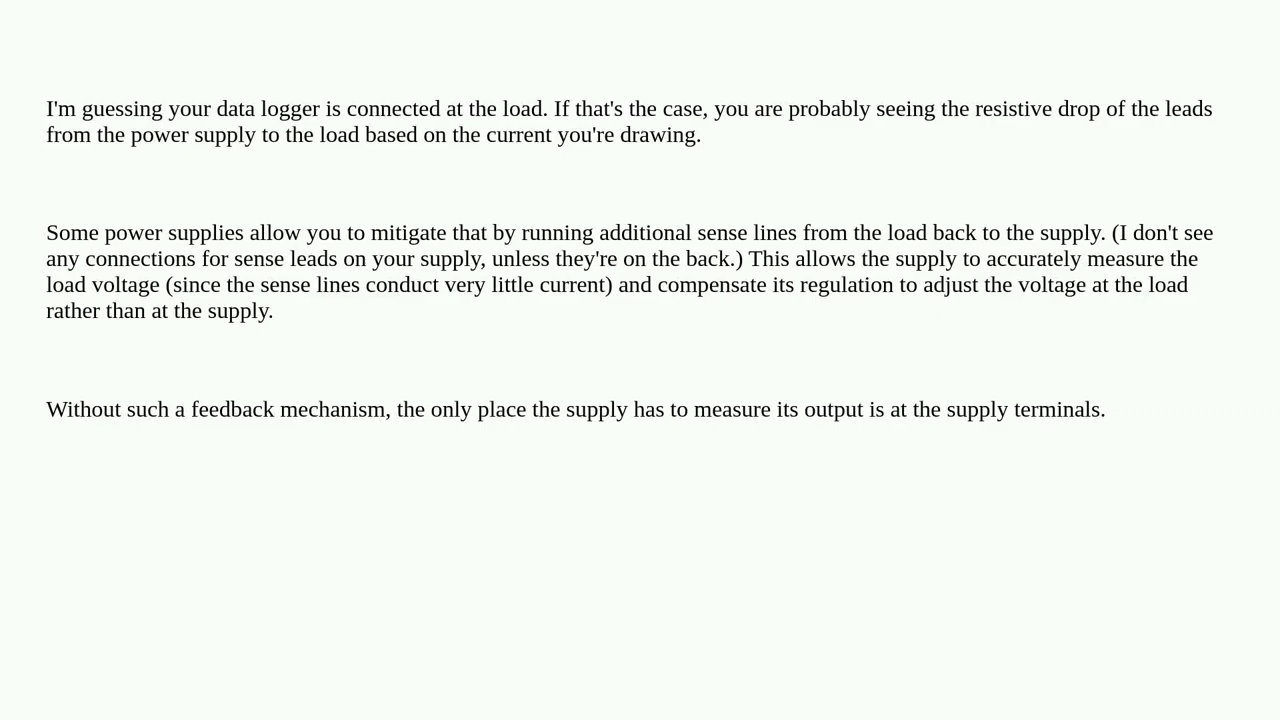 I'm guessing your data logger is connected at the load. If that's the case, you are probably seeing the resistive drop of the leads
from the power supply to the load based on the current you're drawing.
Some power supplies allow you to mitigate that by running additional sense lines from the load back to the supply. (I don't see
any connections for sense leads on your supply, unless they're on the back.) This allows the supply to accurately measure the
load voltage (since the sense lines conduct very little current) and compensate its regulation to adjust the voltage at the load
rather than at the supply.
Without such a feedback mechanism, the only place the supply has to measure its output is at the supply terminals.